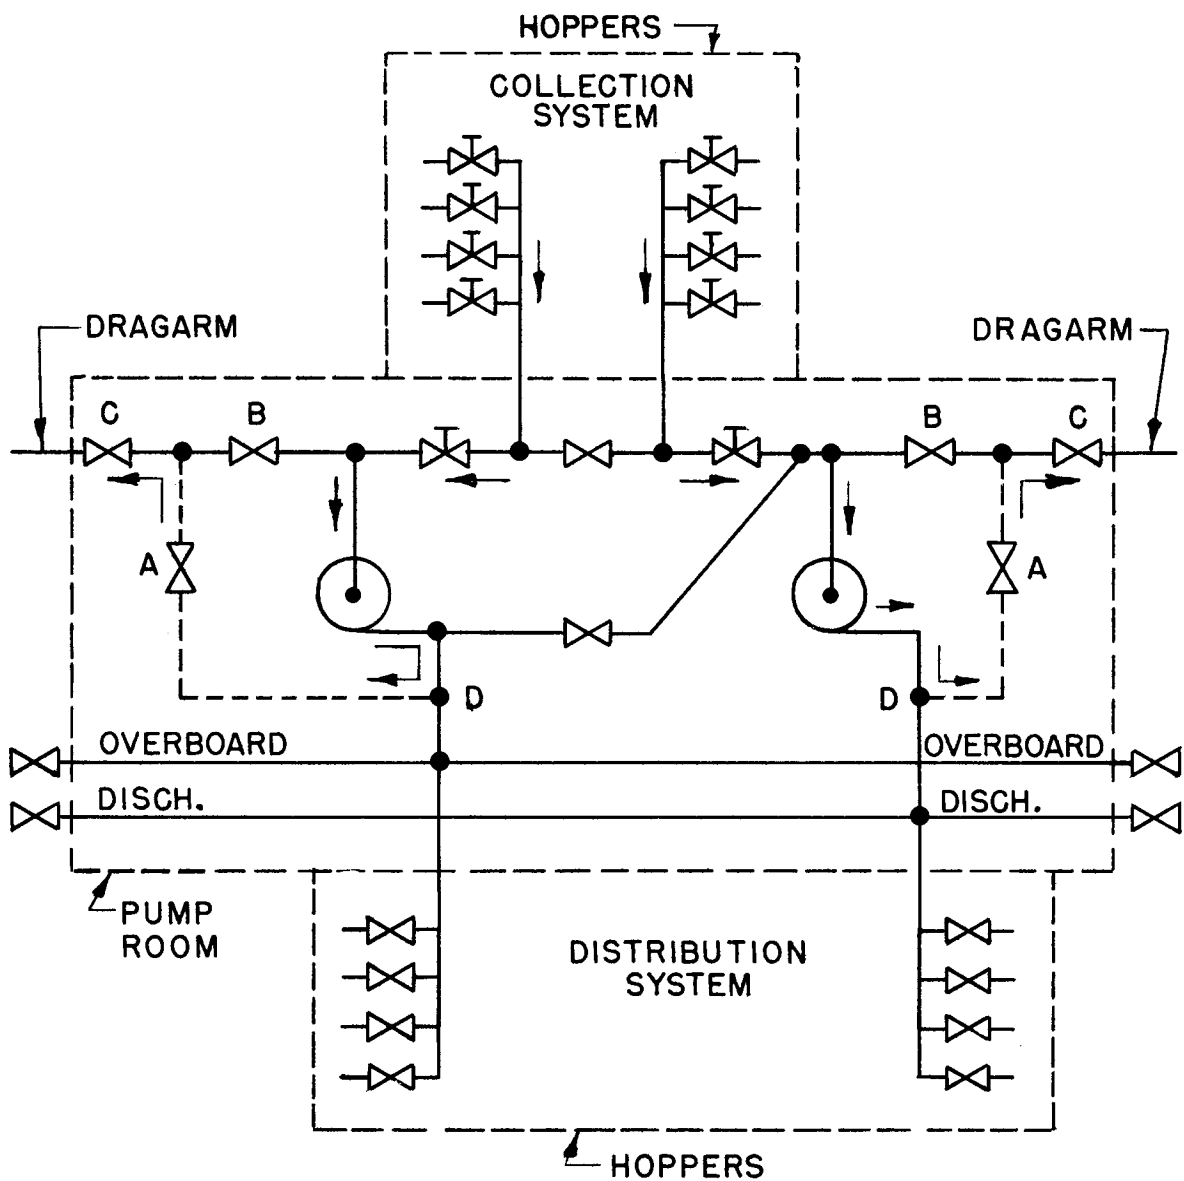 HOPPERS
COLLECTION
SYSTEM
DRAGARM
DRAGARM
C
B
B
C
A
A
D
D
OVERBOARD
OVERBOARD
DISCH.
DISCH.
PUMP
ROOM
DISTRIBUTION
SYSTEM
HOPPERS